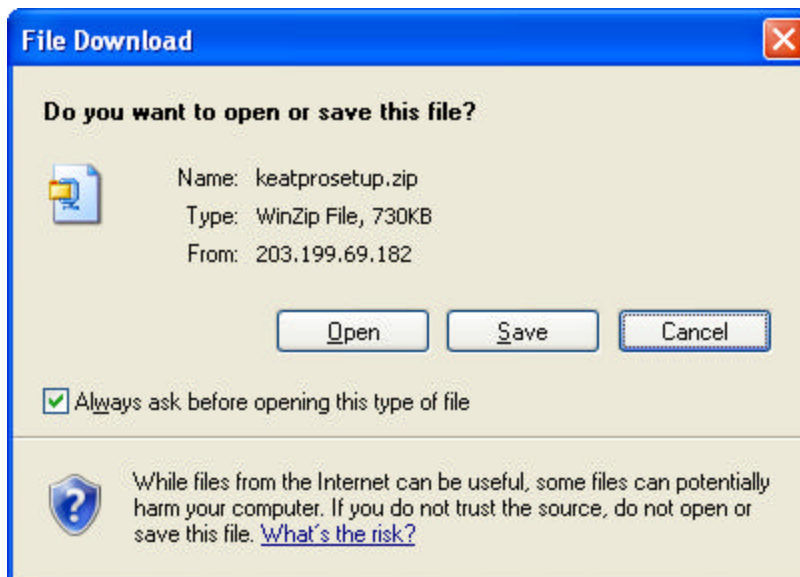 File Download
Do you want to open or save this file?
Name: keatprosetup.zip
Type: WinZip File, 730KB
From: 203.199.69.182
Open Save Cancel
Always ask before opening this type of file
While files from the Internet can be useful, some files can potentially
harm your computer. If you do not trust the source, do not open or
save this file. What's the risk?